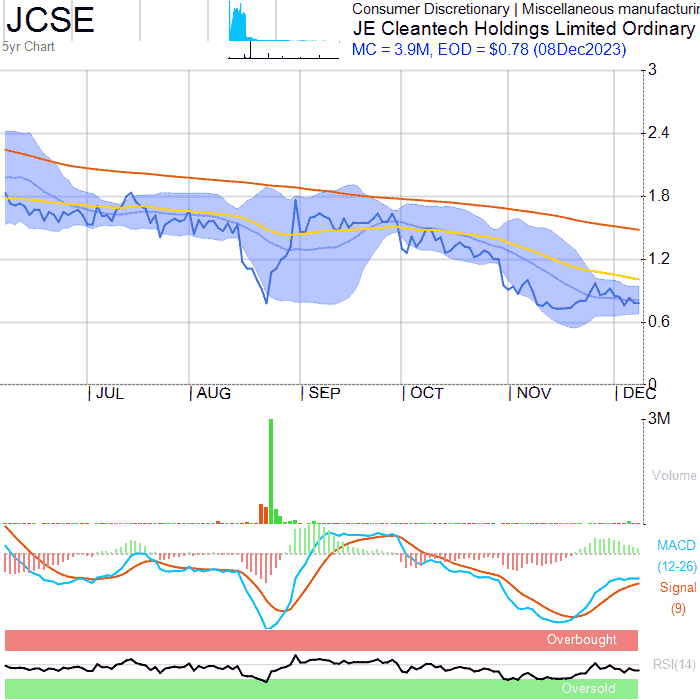 JCSE
5yr Chart
Consumer Discretionary | Miscellaneous manufacturin
JE Cleantech Holdings Limited Ordinary
MC = 3.9M, EOD = $0.78 (08Dec2023)
3
2.4
1.8
1.2
0.6
0
JUL AUG SEP OCT NOV DEC
3M
Volume
MACD
(12-26)
Signal
(9)
Overbought
RSI(14)
Oversold